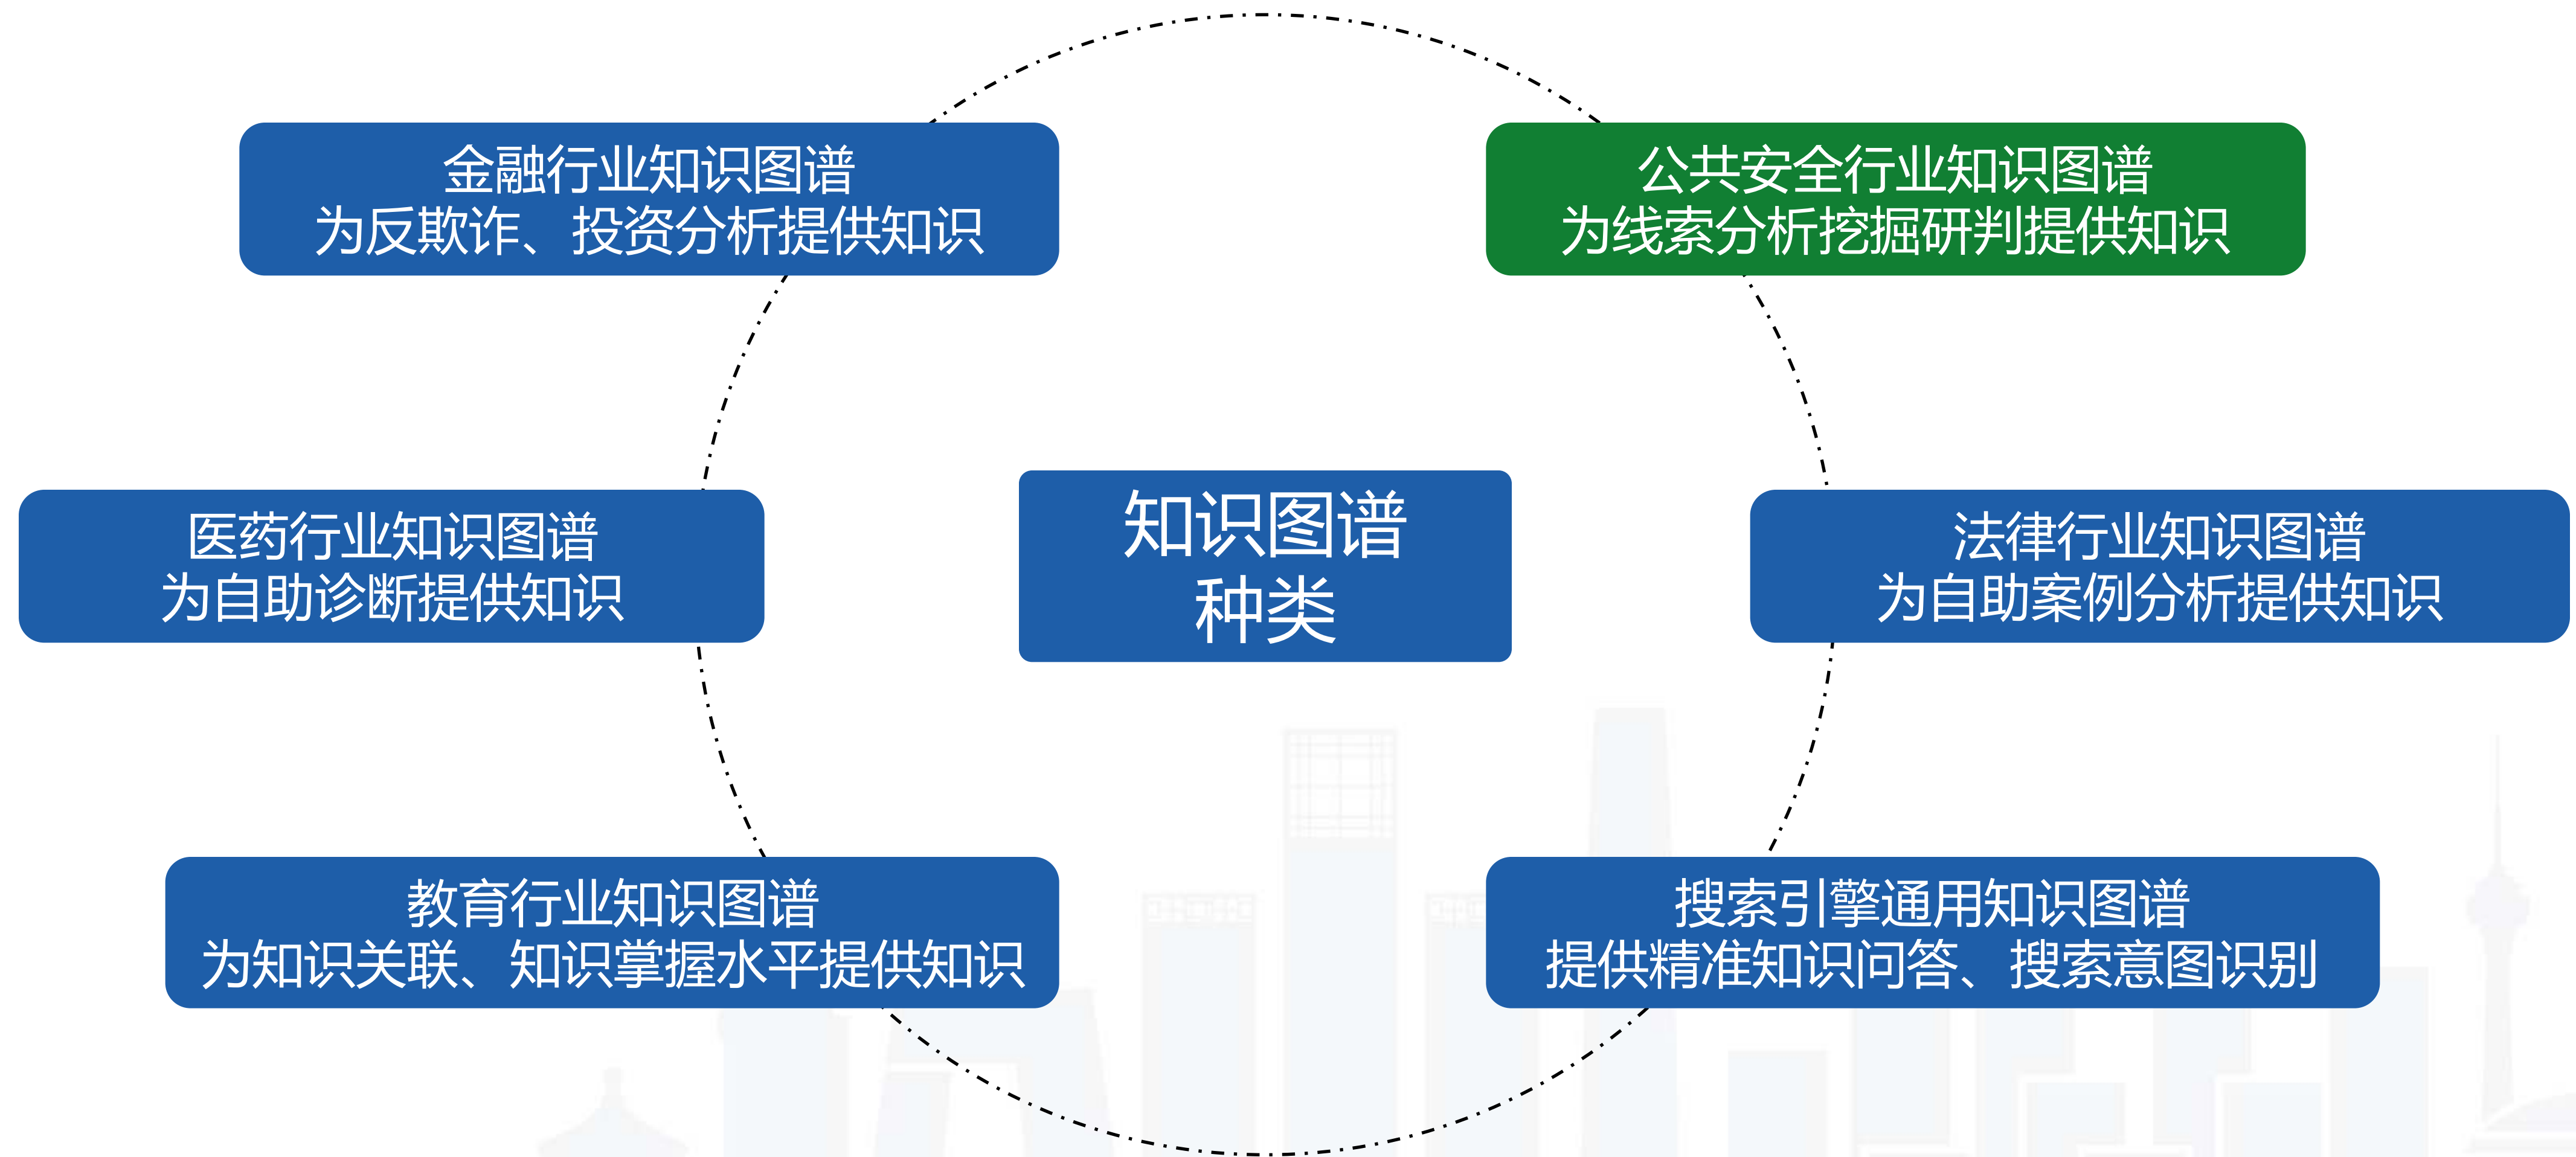 金融行业知识图谱
为反欺诈、投资分析提供知识
公共安全行业知识图谱
为线索分析挖掘研判提供知识
医药行业知识图谱
为自助诊断提供知识
知识图谱
种类
法律行业知识图谱
为自助案例分析提供知识
教育行业知识图谱
为知识关联、知识掌握水平提供知识
搜索引擎通用知识图谱
提供精准知识问答、搜索意图识别